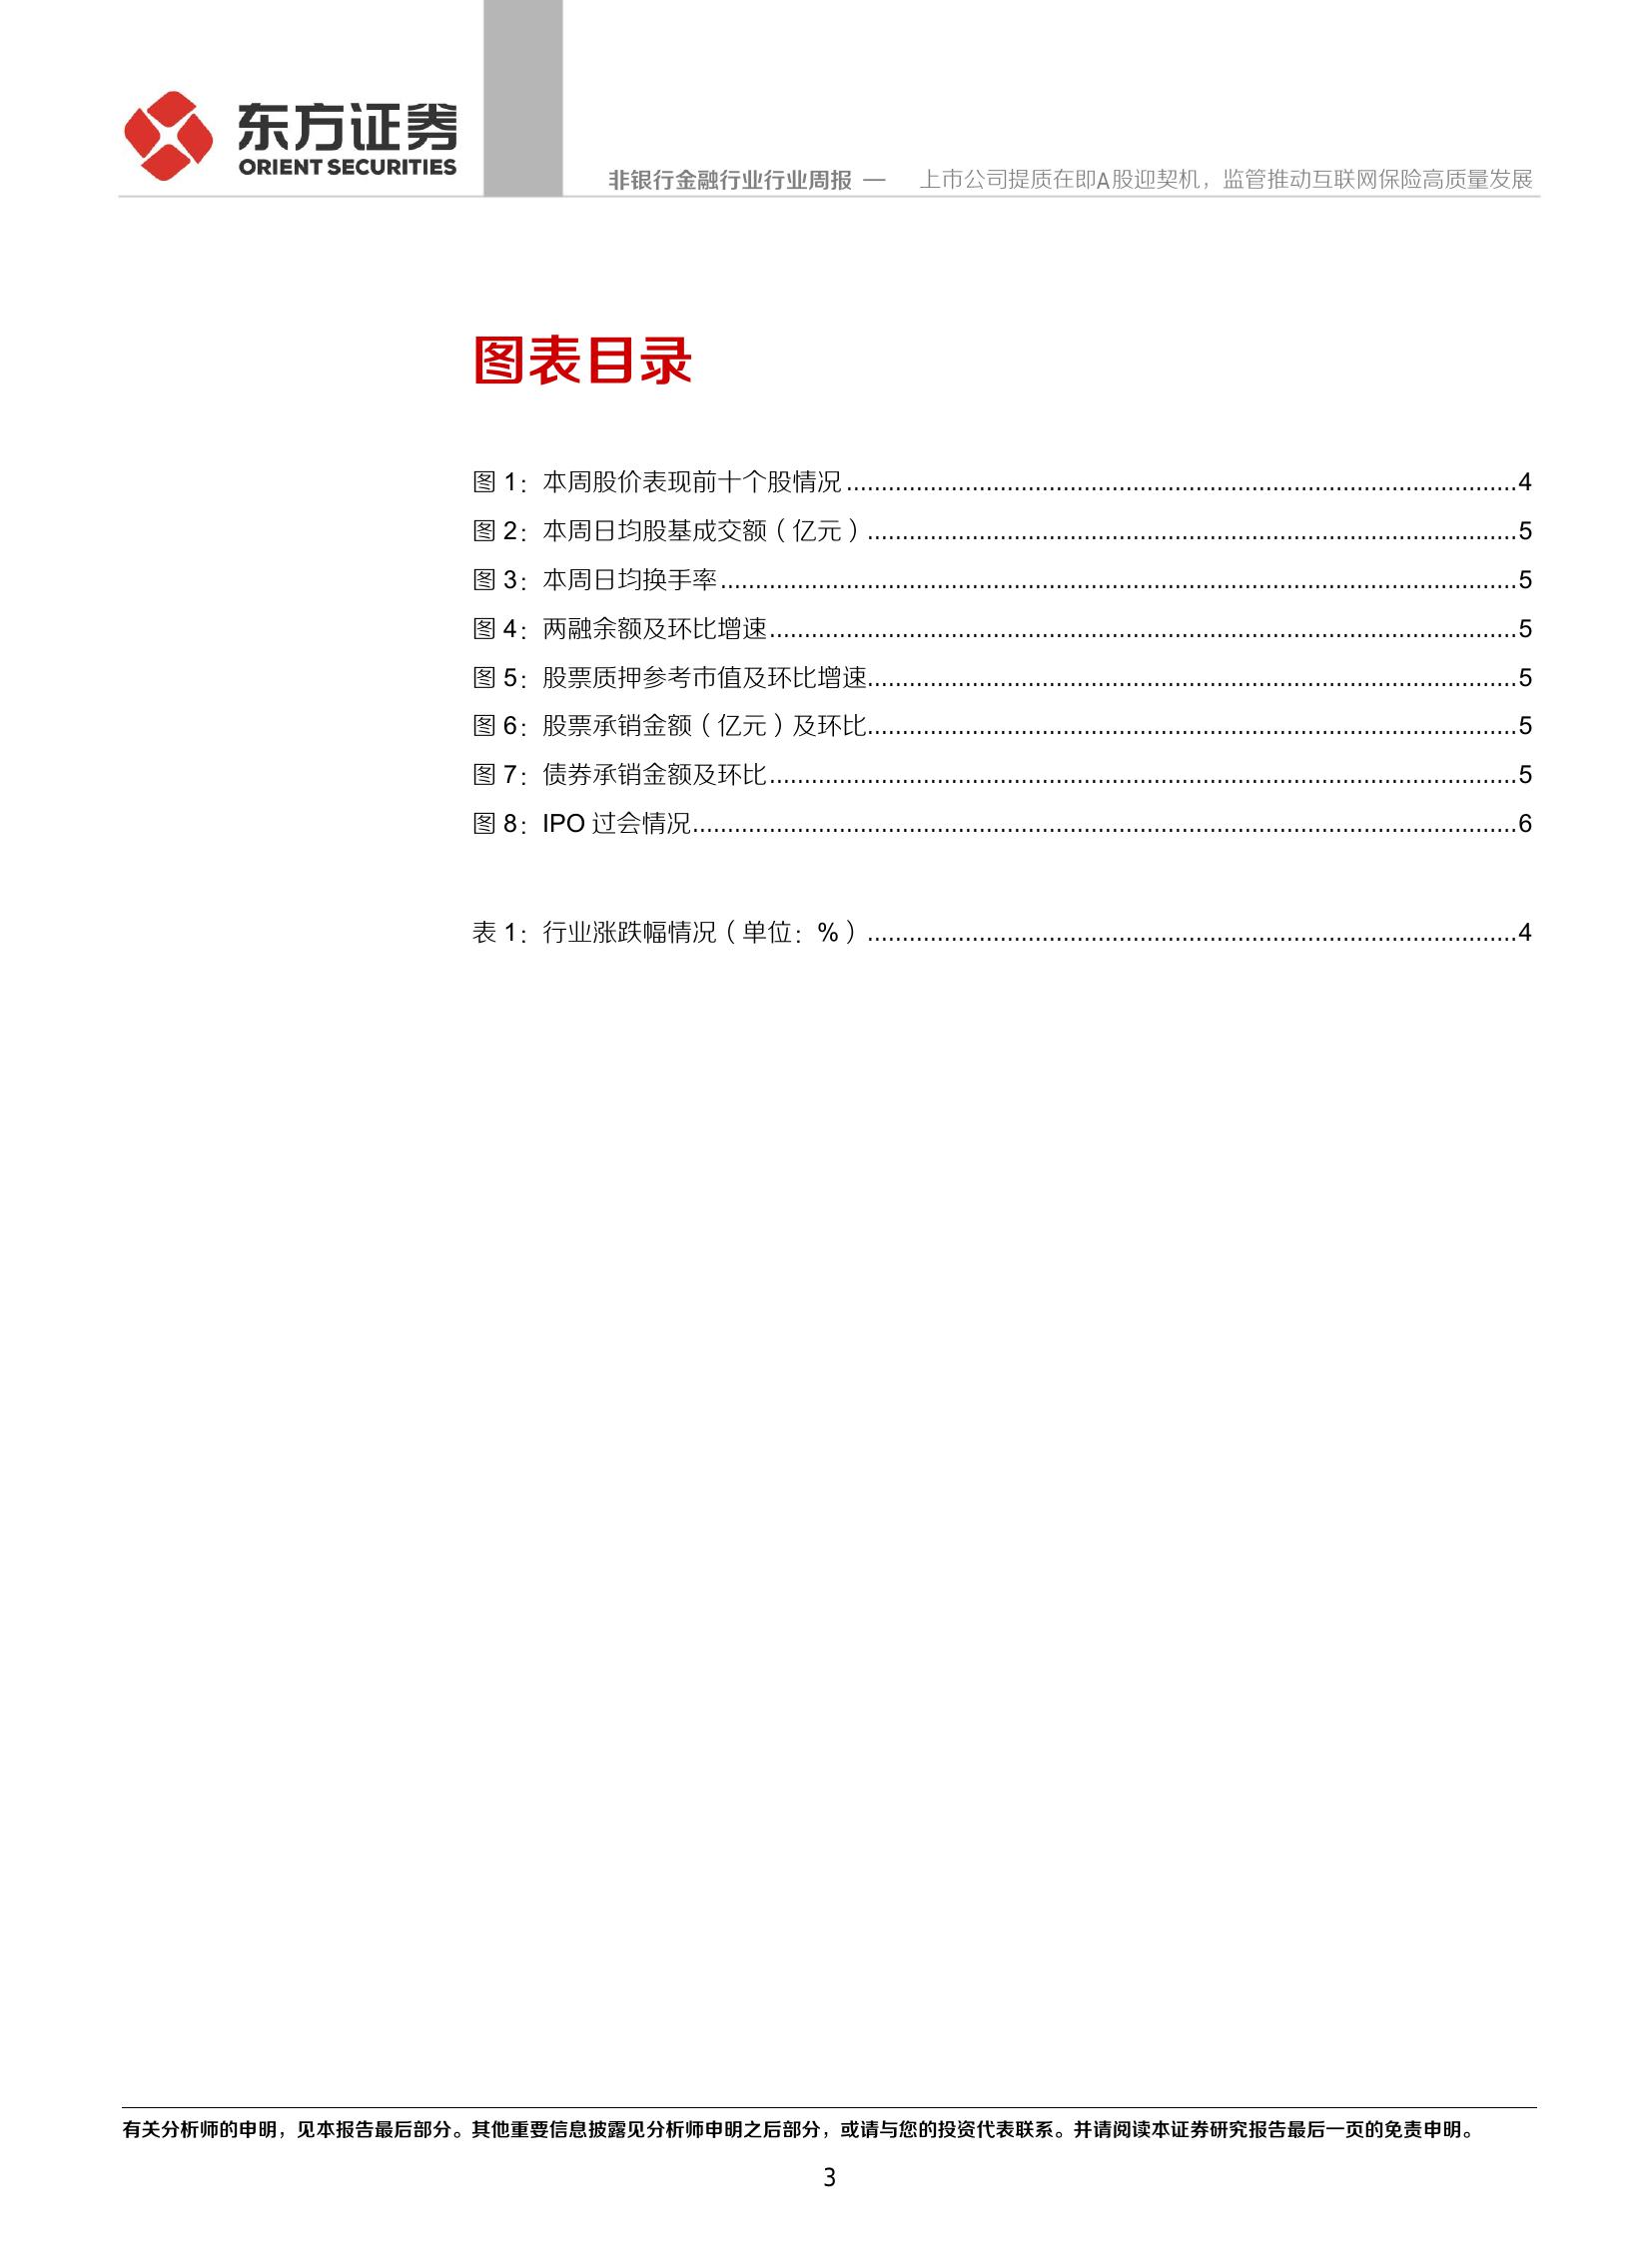 东方证券
ORIENT SECURITIES
非银行金融行业行业周报 — 上市公司提质在即A股迎契机，监管推动互联网保险高质量发展
图表目录
图 1：本周股价表现前十个股情况........................................4
图 2：本周日均股基成交额（亿元）........................................5
图 3：本周日均换手率........................................5
图 4：两融余额及环比增速........................................5
图 5：股票质押参考市值及环比增速........................................5
图 6：股票承销金额（亿元）及环比........................................5
图 7：债券承销金额及环比........................................5
图 8：IPO 过会情况........................................6
表 1：行业涨跌幅情况（单位：%）........................................4
有关分析师的申明，见本报告最后部分。其他重要信息披露见分析师申明之后部分，或请与您的投资代表联系。并请阅读本证券研究报告最后一页的免责申明。
3